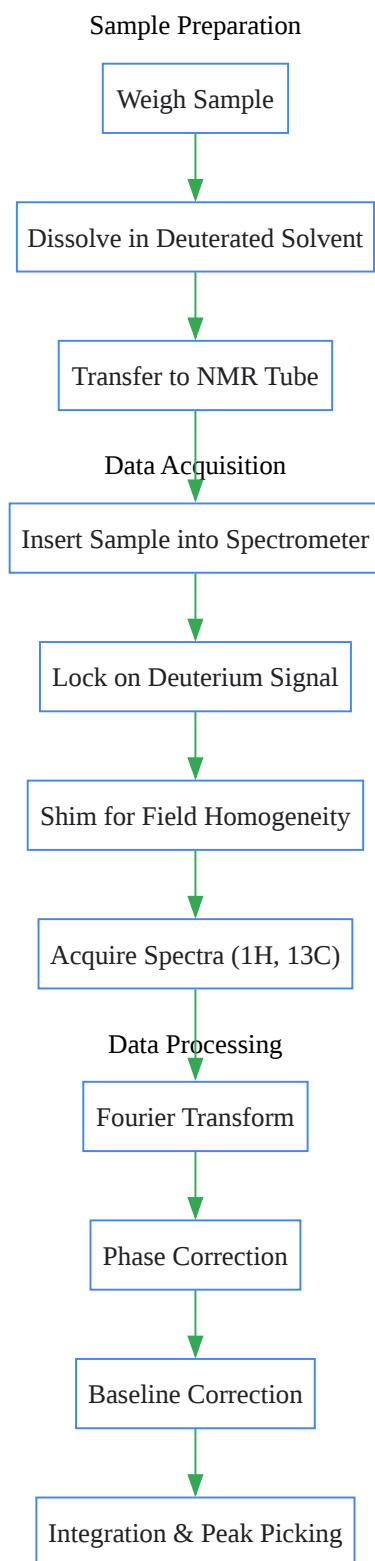 Sample Preparation
Weigh Sample
Dissolve in Deuterated Solvent
Transfer to NMR Tube
Data Acquisition
Insert Sample into Spectrometer
Lock on Deuterium Signal
Shim for Field Homogeneity
Acquire Spectra (1H, 13C)
Data Processing
Fourier Transform
Phase Correction
Baseline Correction
Integration & Peak Picking